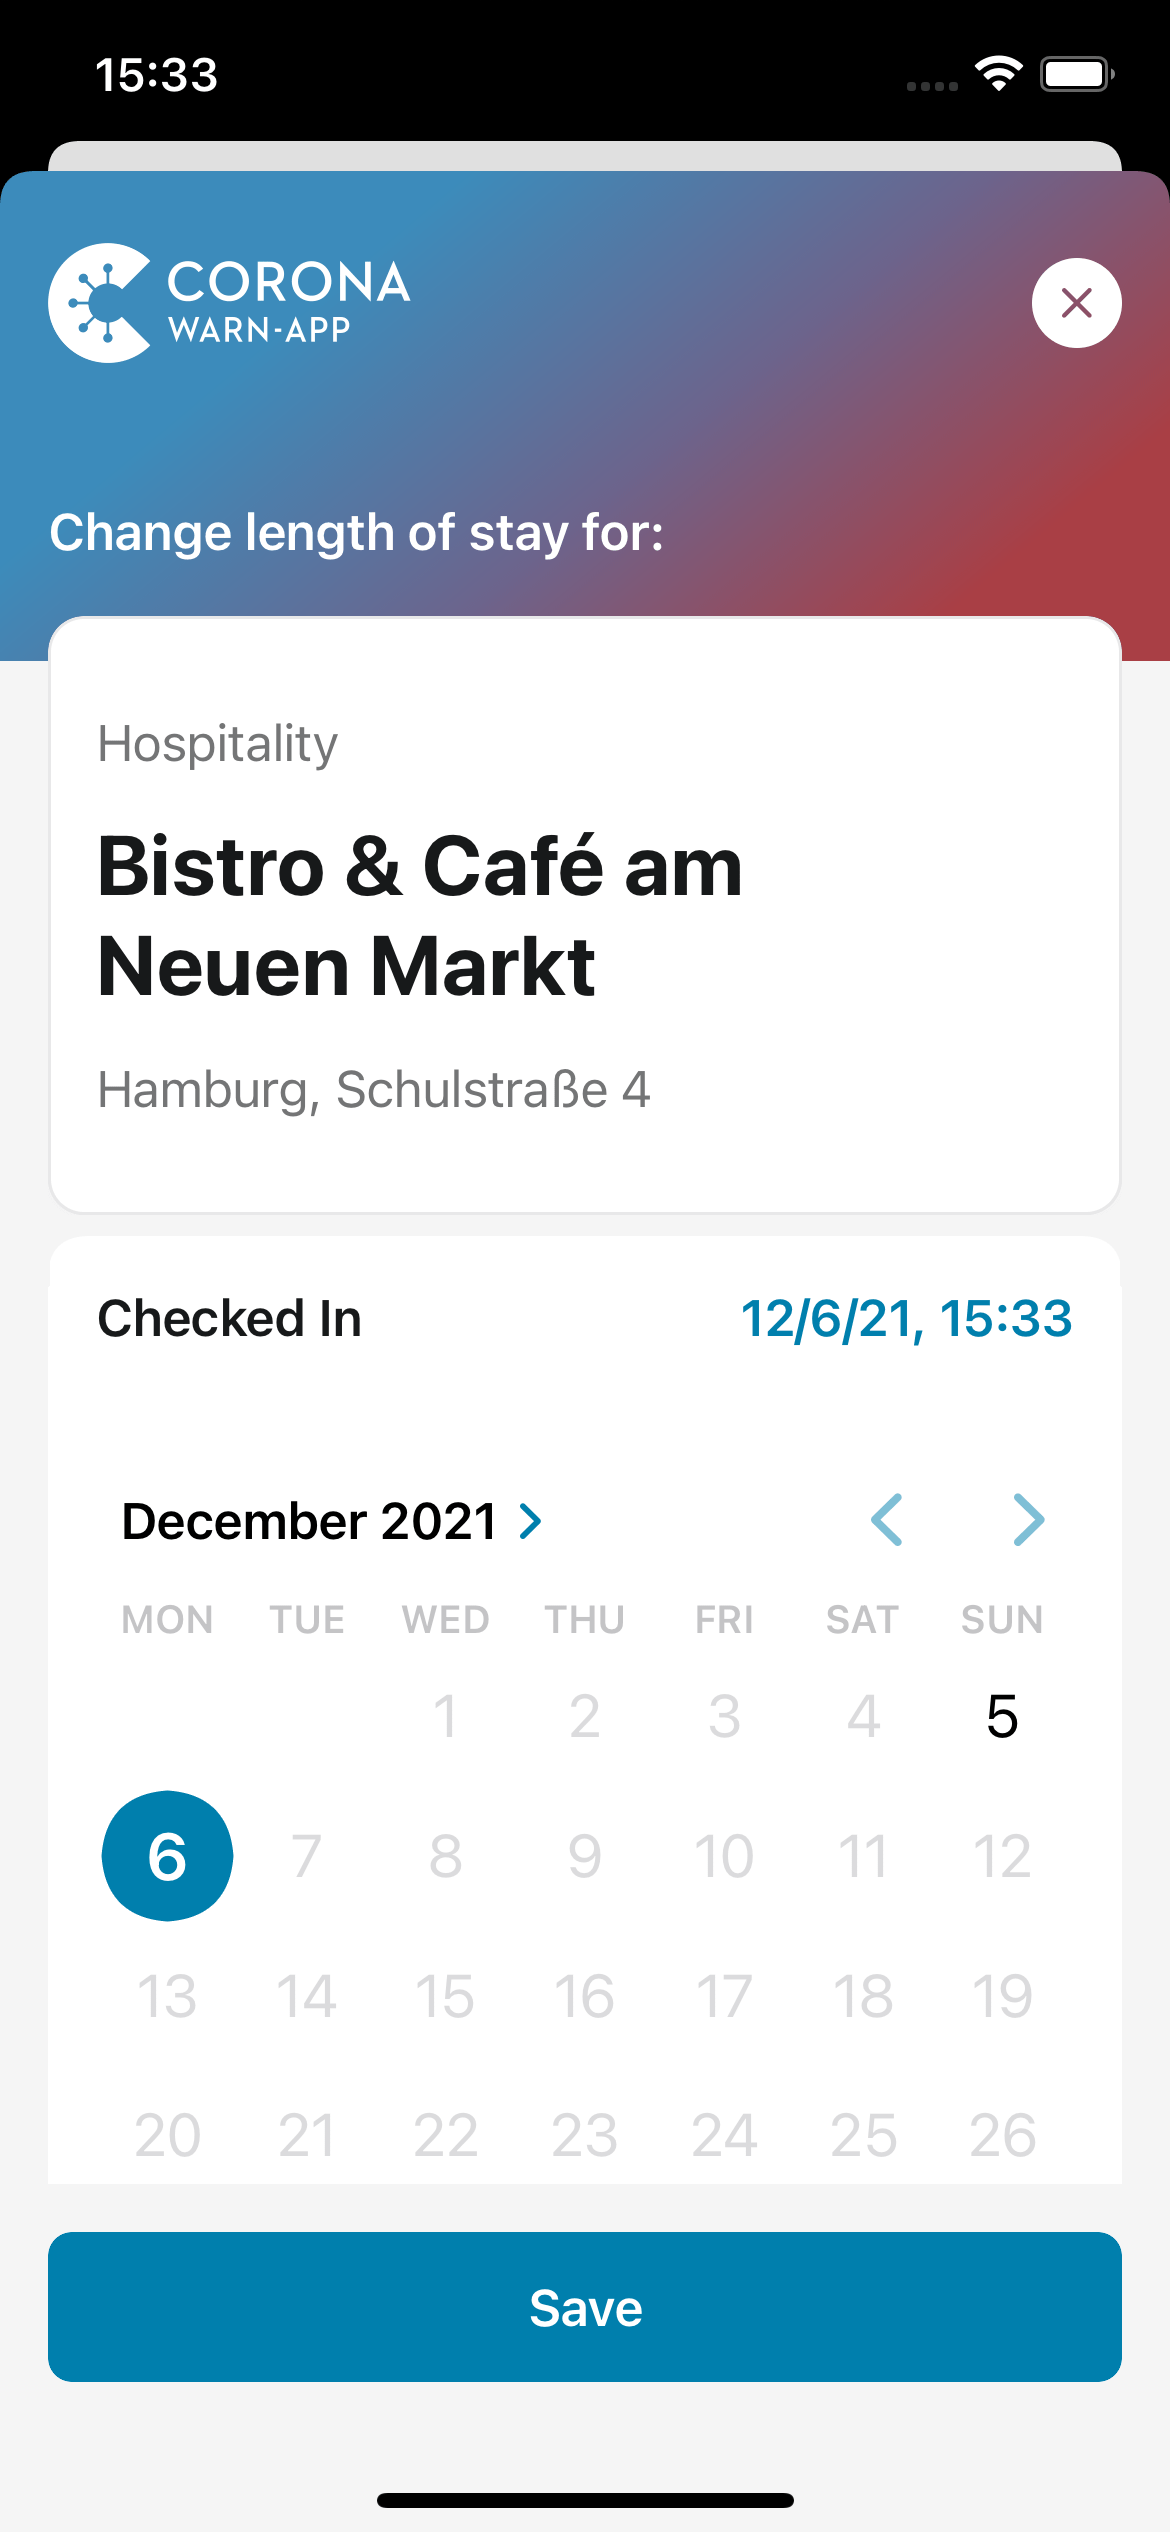 15:33
CORONA
WARN-APP
Change length of stay for:
Hospitality
Bistro & Café am
Neuen Markt
Hamburg, Schulstraße 4
Checked In 12/6/21, 15:33
December 2021
MON TUE WED THU FRI SAT SUN
1 2 3 4 5
6 7 8 9 10 11 12
13 14 15 16 17 18 19
20 21 22 23 24 25 26
Save